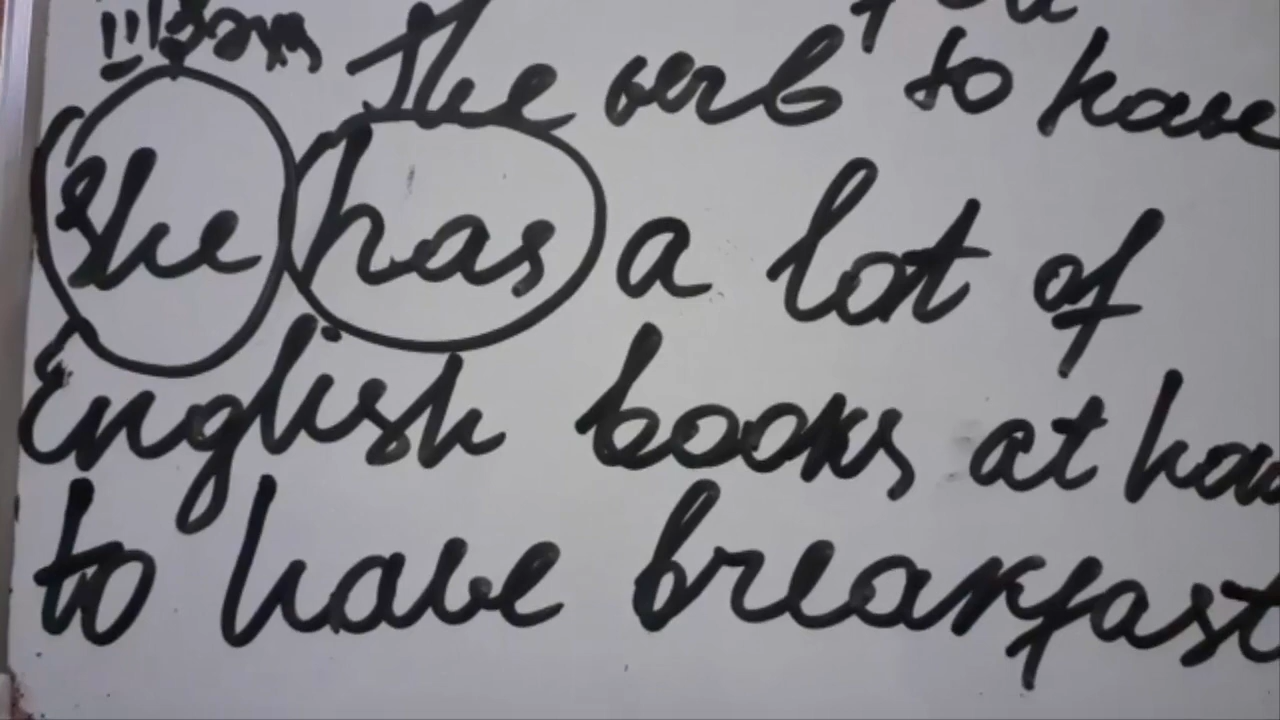 The verb to have
She has a lot of
English books at
to have breakfast